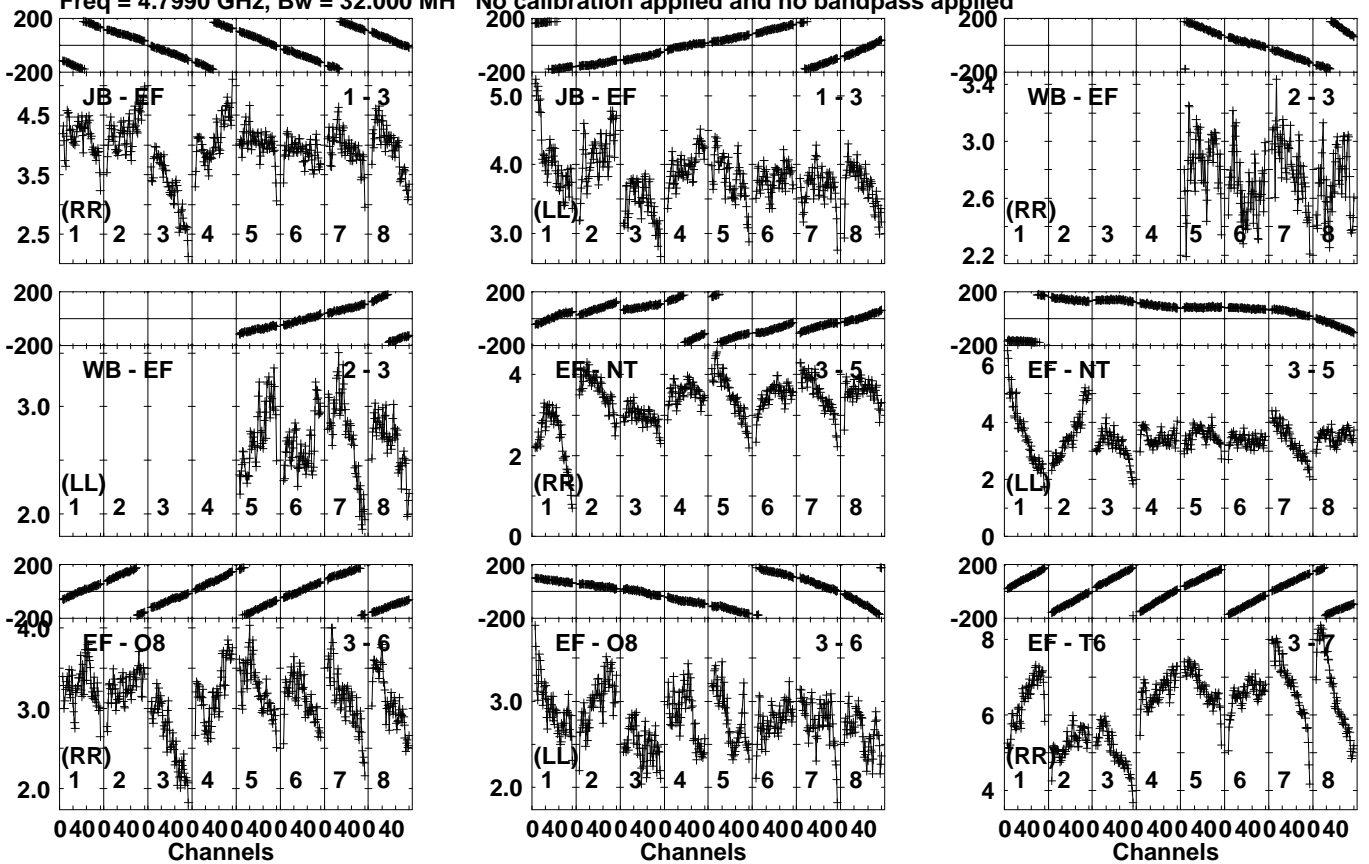 Freq = 4.7990 GHz, Bw = 32.000 MH No calibration applied and no bandpass applied
200
-200
JB - EF 1 - 3
4.5
3.5
2.5
(RR)
1 2 3 4 5 6 7 8
JB - EF 1 - 3
5.0
4.0
3.0
(LL)
1 2 3 4 5 6 7 8
200
-200
WB - EF 2 - 3
3.4
3.0
2.6
2.2
(RR)
1 2 3 4 5 6 7 8
200
-200
WB - EF 2 - 3
3.0
2.0
(LL)
1 2 3 4 5 6 7 8
200
-200
EF - NT 3 - 5
4
2
0
(RR)
1 2 3 4 5 6 7 8
200
-200
EF - NT 3 - 5
6
4
2
0
(LL)
1 2 3 4 5 6 7 8
200
-200
EF - O8 3 - 6
4.0
3.0
2.0
(RR)
1 2 3 4 5 6 7 8
0 40 0 40 0 40 0 40 0 40 0 40 0 40 0 40
Channels
200
-200
EF - O8 3 - 6
4.0
3.0
2.0
(LL)
1 2 3 4 5 6 7 8
0 40 0 40 0 40 0 40 0 40 0 40 0 40 0 40
Channels
200
-200
EF - T6 3 - 7
8
6
4
(RR)
1 2 3 4 5 6 7 8
0 40 0 40 0 40 0 40 0 40 0 40 0 40 0 40
Channels